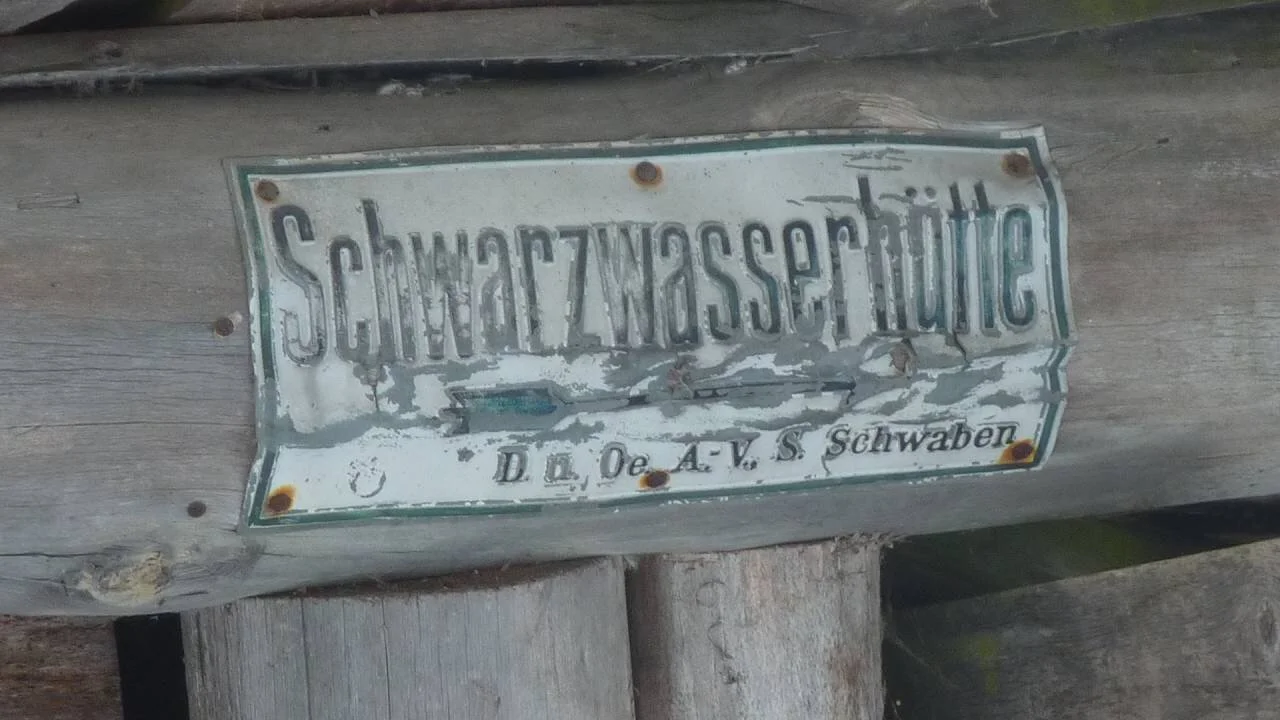 Schwarzwasserhütte
D. u. Oe. A.-V., S. Schwaben